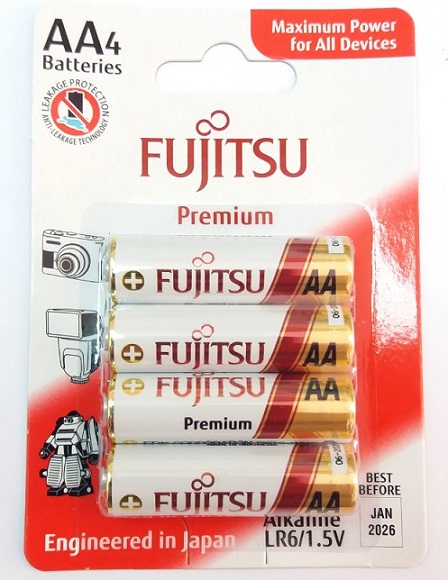 AA4
Batteries
LEAKAGE PROTECTION
ANTI-LEAKAGE TECHNOLOGY
Maximum Power
for All Devices
FUJITSU
Premium
FUJITSU AA
FUJITSU AA
FUJITSU AA
Premium
FUJITSU AA
BEST
BEFORE
JAN
2026
Engineered in Japan
Alkaline
LR6/1.5V